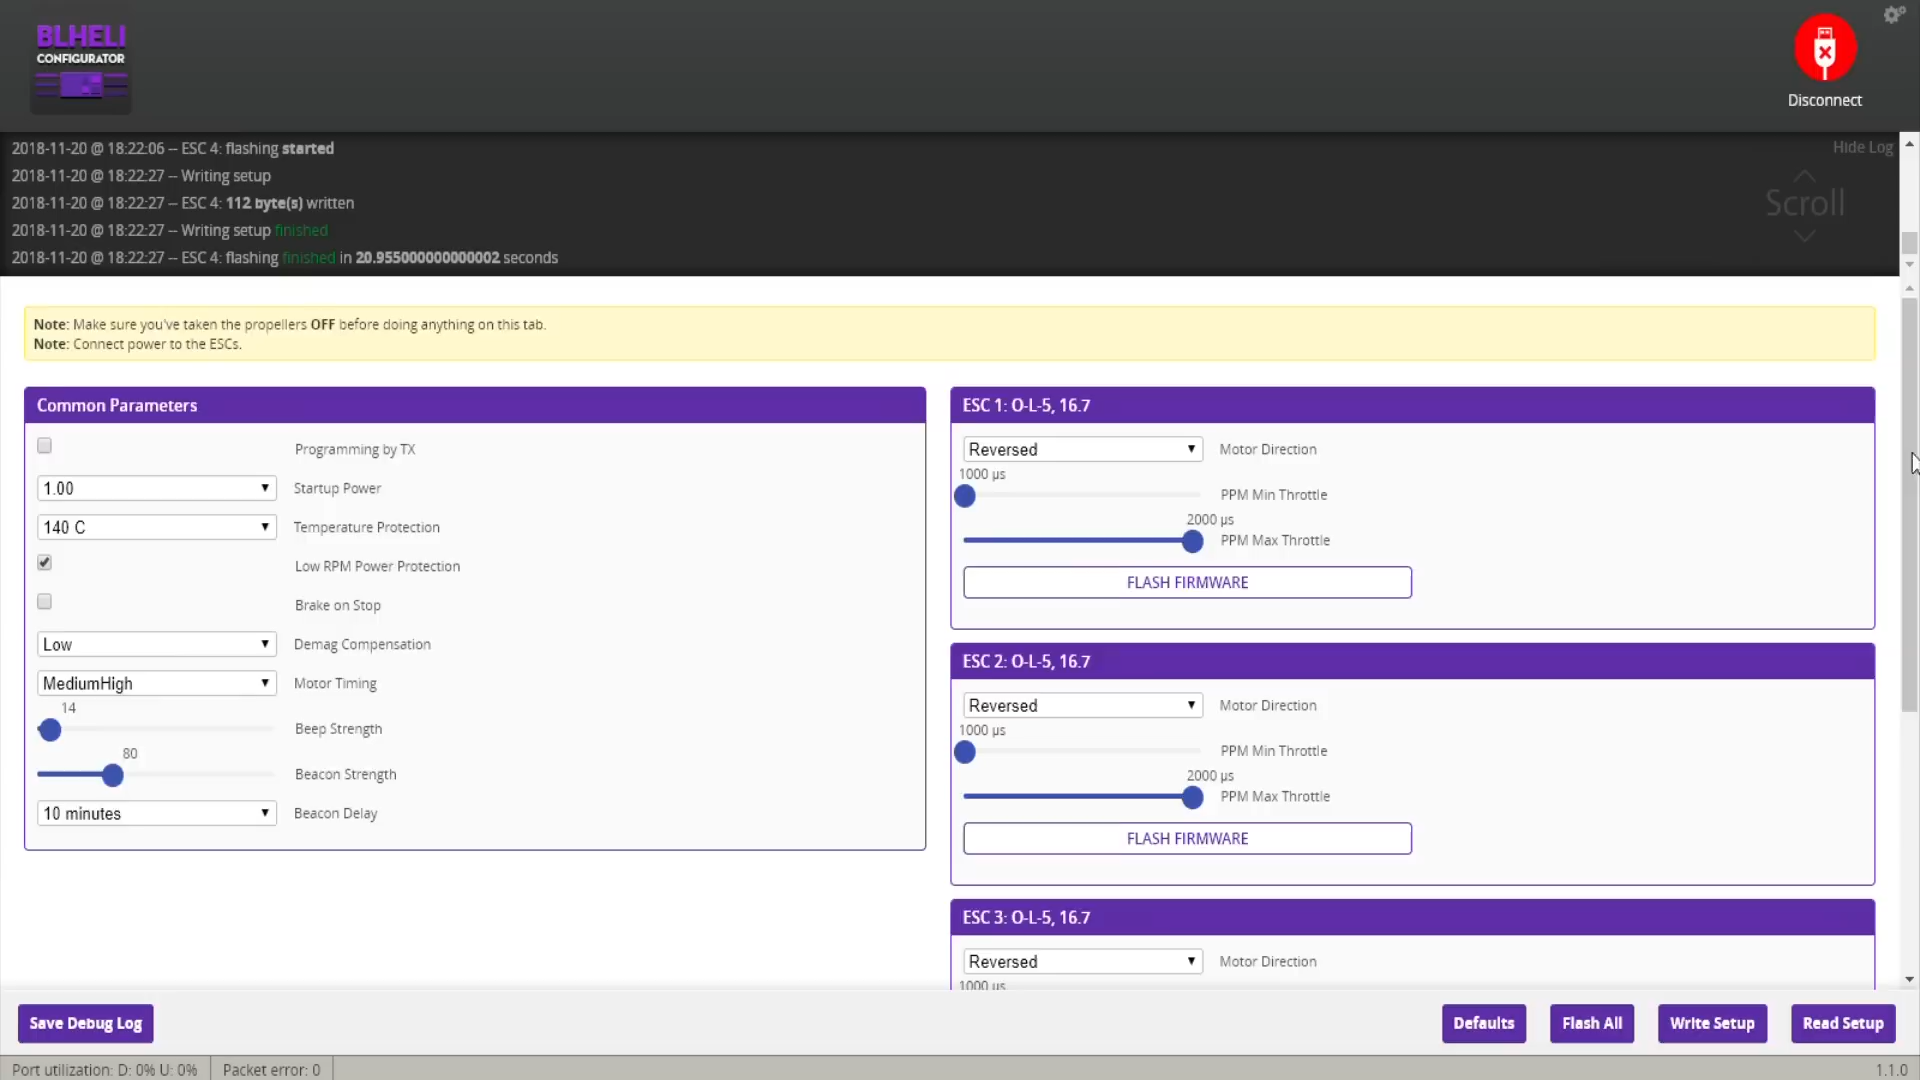 BLHELI
CONFIGURATOR
Disconnect
2018-11-20 @ 18:22:06 -- ESC 4: flashing started
2018-11-20 @ 18:22:27 -- Writing setup
2018-11-20 @ 18:22:27 -- ESC 4: 112 byte(s) written
2018-11-20 @ 18:22:27 -- Writing setup finished
2018-11-20 @ 18:22:27 -- ESC 4: flashing finished in 20.955000000000002 seconds
Hide Log
Scroll
Note: Make sure you've taken the propellers OFF before doing anything on this tab.
Note: Connect power to the ESCs.
Common Parameters
Programming by TX
1.00 Startup Power
140 C Temperature Protection
Low RPM Power Protection
Brake on Stop
Low Demag Compensation
MediumHigh Motor Timing
14
Beep Strength
80
Beacon Strength
10 minutes Beacon Delay
ESC 1: O-L-5, 16.7
Reversed Motor Direction
1000 µs
PPM Min Throttle
2000 µs
PPM Max Throttle
FLASH FIRMWARE
ESC 2: O-L-5, 16.7
Reversed Motor Direction
1000 µs
PPM Min Throttle
2000 µs
PPM Max Throttle
FLASH FIRMWARE
ESC 3: O-L-5, 16.7
Reversed Motor Direction
1000 µs
Save Debug Log
Defaults
Flash All
Write Setup
Read Setup
Port utilization: D: 0% U: 0%
Packet error: 0
1.1.0